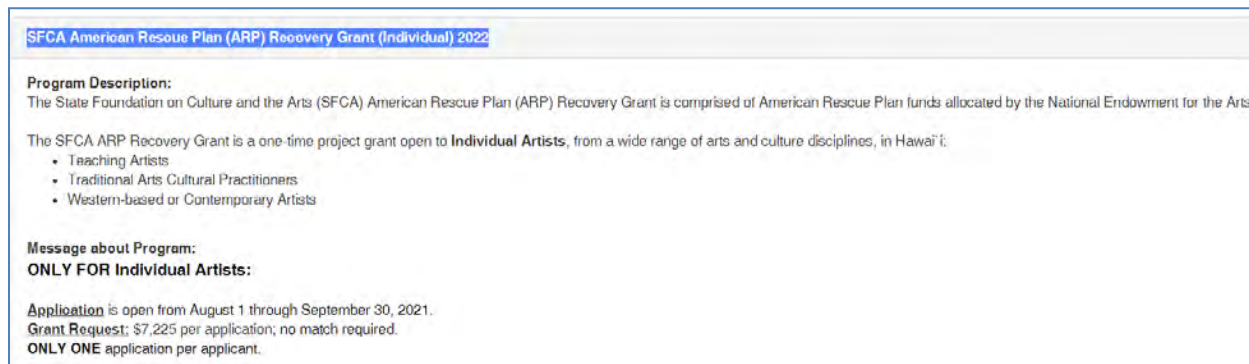 SFCA American Rescue Plan (ARP) Recovery Grant (Individual) 2022
Program Description:
The State Foundation on Culture and the Arts (SFCA) American Rescue Plan (ARP) Recovery Grant is comprised of American Rescue Plan funds allocated by the National Endowment for the Arts
The SFCA ARP Recovery Grant is a one-time project grant open to Individual Artists, from a wide range of arts and culture disciplines, in Hawai`i:
• Teaching Artists
• Traditional Arts Cultural Practitioners
• Western-based or Contemporary Artists
Message about Program:
ONLY FOR Individual Artists:
Application is open from August 1 through September 30, 2021.
Grant Request: $7,225 per application; no match required.
ONLY ONE application per applicant.